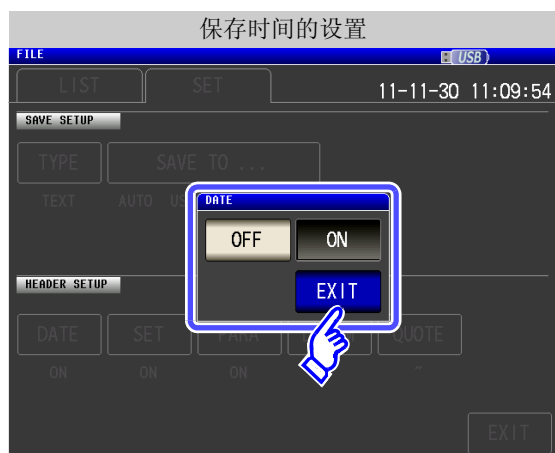 保存时间的设置
FILE USB
LIST SET 11-11-30 11:09:54
SAVE SETUP
TYPE SAVE TO ...
TEXT AUTO
DATE
OFF ON
EXIT
HEADER SETUP
DATE SET PARA QUOTE
ON ON ON "
EXIT